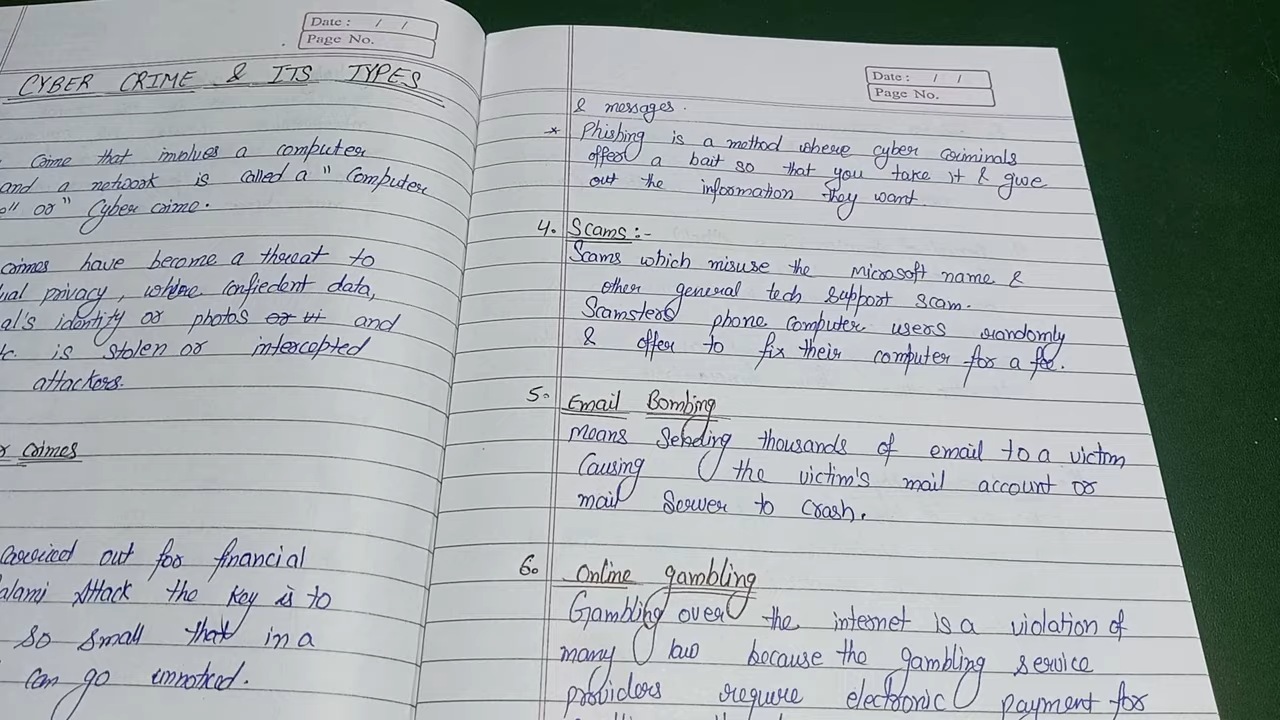 Date : / /
Page No.
CYBER CRIME & ITS TYPES
Crime that involves a computer
and a network is called a " Computer
" or " Cyber crime.
crimes have become a threat to
ual privacy, where confiedent data,
al's identity or photos and
is stolen or intercepted
attackers.
r crimes
carried out for financial
alami Attack the key is to
so small that in a
can go unnoticed.
Date : / /
Page No.
& messages.
* Phishing is a method where cyber criminals
offer a bait so that you take it & give
out the information they want
4. Scams :-
Scams which misuse the Microsoft name &
other general tech support scam.
Scamsters phone computer users randomly
& offer to fix their computer for a fee.
5. Email Bombing
Means Sending thousands of email to a victim
Causing the victim's mail account or
mail Server to crash.
6. Online gambling
Gambling over the internet is a violation of
many law because the gambling service
providers require electronic payment for